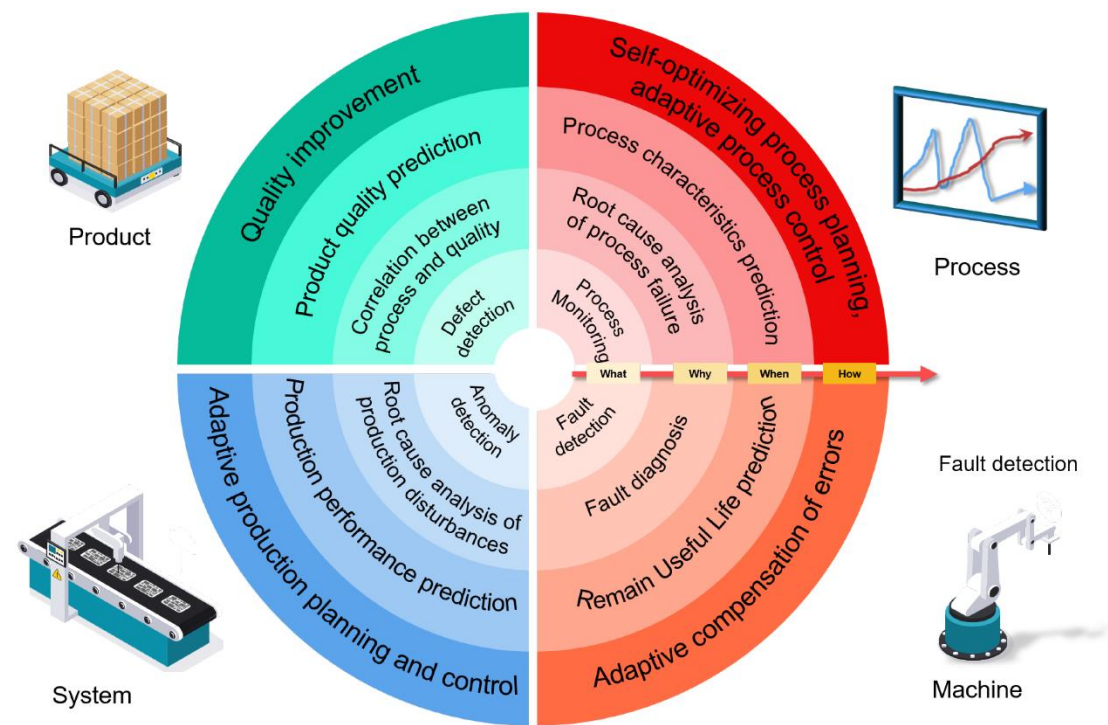 Product
Quality improvement
Product quality prediction
Correlation between
process and quality
Defect
detection
Self-optimizing process planning,
adaptive process control
Process characteristics prediction
Root cause analysis
of process failure
Process
Monitoring
Process
What
Why
When
How
Anomaly
detection
Root cause analysis of
production disturbances
Production performance prediction
Adaptive production planning and control
System
Fault
detection
Fault diagnosis
Remain Useful Life prediction
Adaptive compensation of errors
Fault detection
Machine